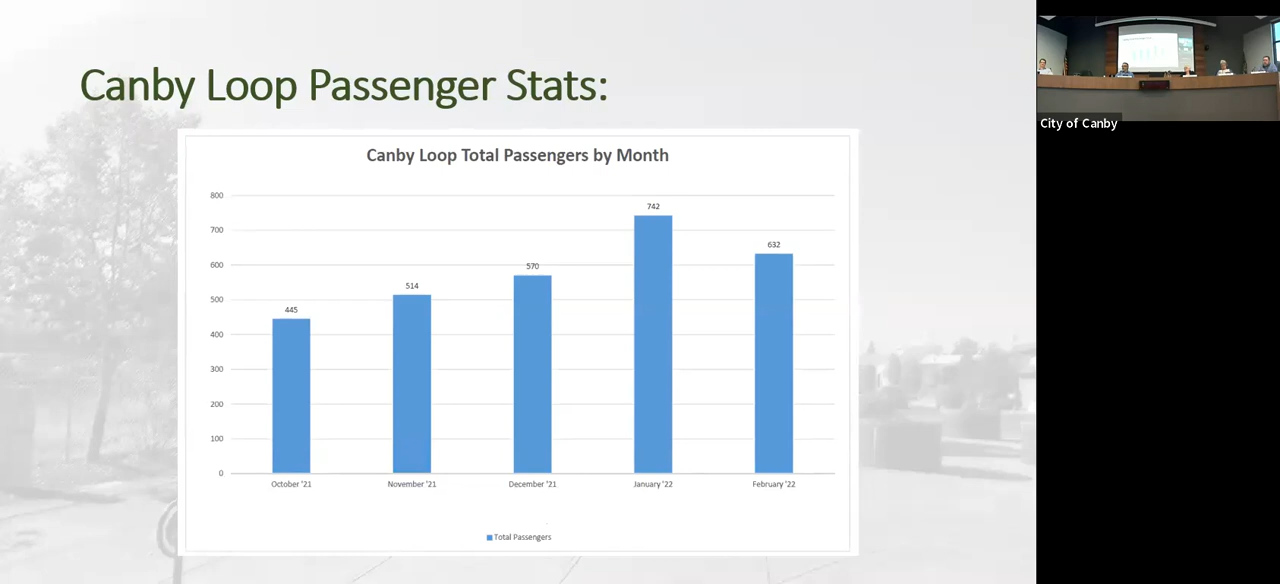 Canby Loop Passenger Stats:
Canby Loop Total Passengers by Month
800
700
600
500
400
300
200
100
0
445
514
570
742
632
October '21
November '21
December '21
January '22
February '22
Total Passengers
City of Canby